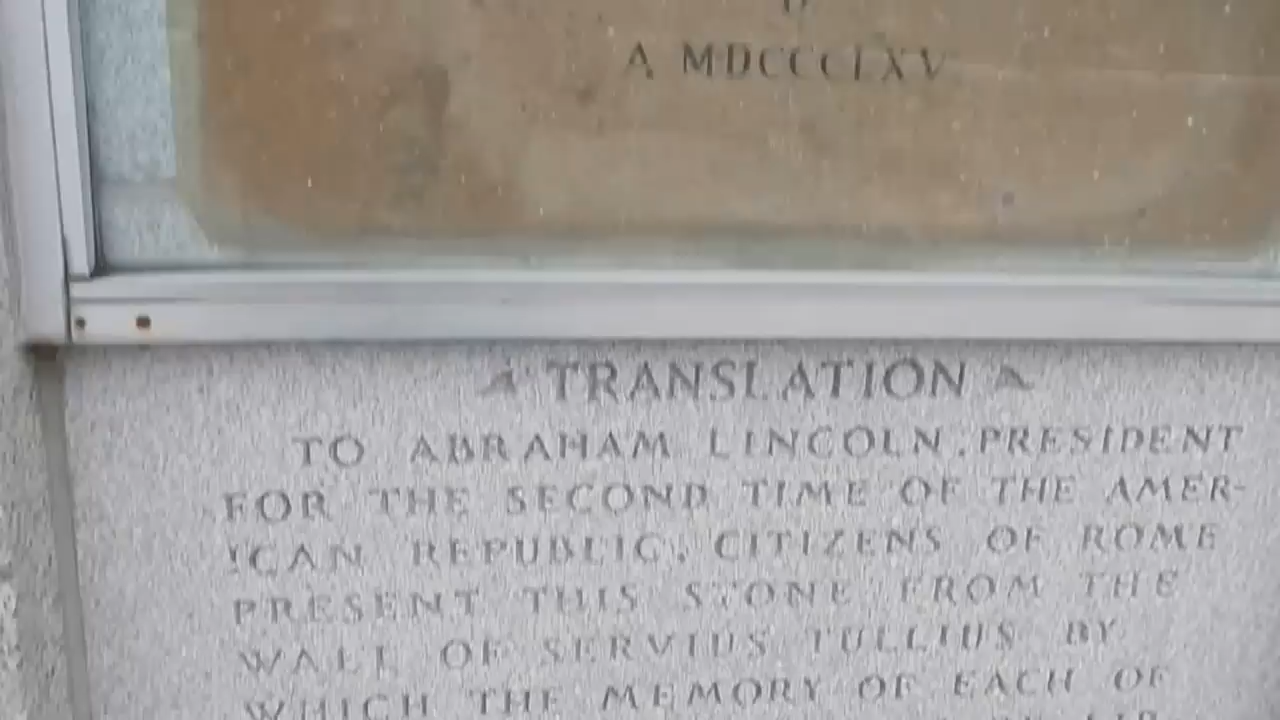 A MDCCCLXV
TRANSLATION
TO ABRAHAM LINCOLN, PRESIDENT
FOR THE SECOND TIME OF THE AMER-
ICAN REPUBLIC, CITIZENS OF ROME
PRESENT THIS STONE FROM THE
WALL OF SERVIUS TULLIUS BY
WHICH THE MEMORY OF EACH OF